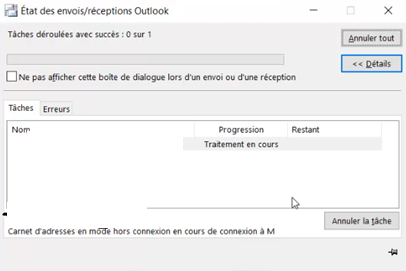 État des envois/réceptions Outlook
Tâches déroulées avec succès : 0 sur 1
Annuler tout
<< Détails
Ne pas afficher cette boîte de dialogue lors d'un envoi ou d'une réception
Tâches Erreurs
Nom Progression Restant
Traitement en cours
Annuler la tâche
Carnet d'adresses en mode hors connexion en cours de connexion à M